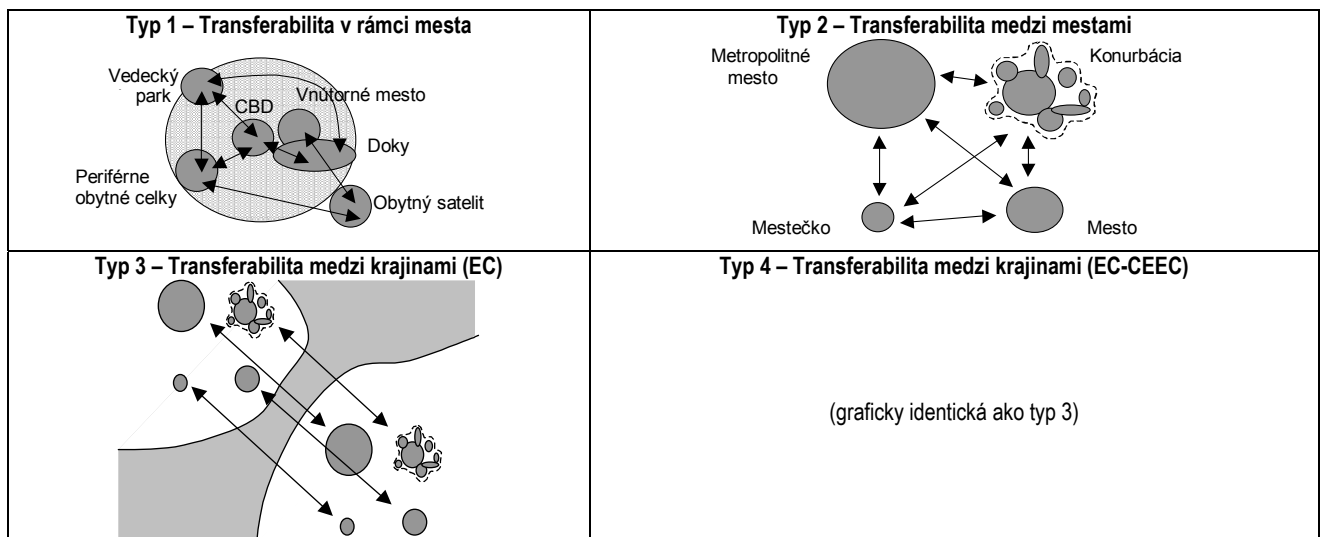 Typ 1 – Transferabilita v rámci mesta
Vedecký
park
CBD
Vnútorné mesto
Doky
Periférne
obytné celky
Obytný satelit
Typ 2 – Transferabilita medzi mestami
Metropolitné
mesto
Konurbácia
Mestečko
Mesto
Typ 3 – Transferabilita medzi krajinami (EC)
Typ 4 – Transferabilita medzi krajinami (EC-CEEC)
(graficky identická ako typ 3)